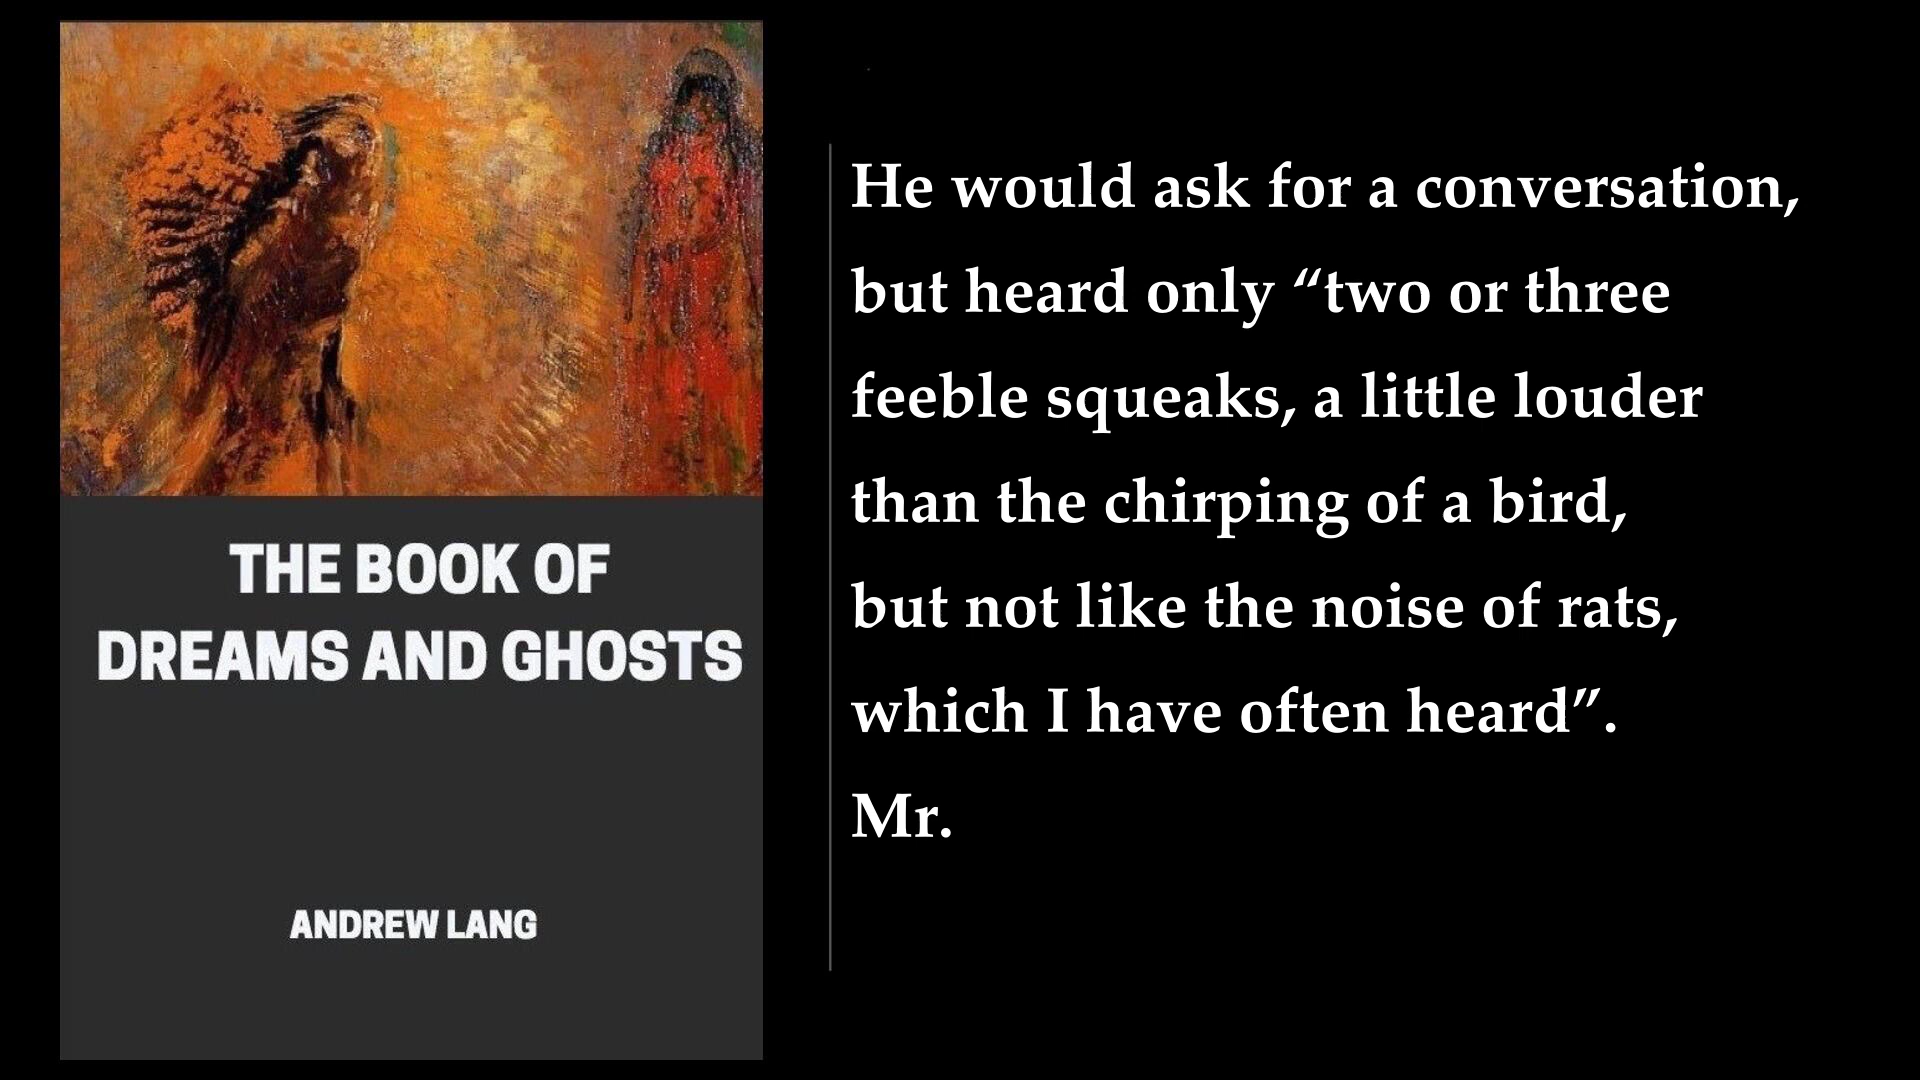 THE BOOK OF
DREAMS AND GHOSTS
ANDREW LANG
He would ask for a conversation,
but heard only “two or three
feeble squeaks, a little louder
than the chirping of a bird,
but not like the noise of rats,
which I have often heard”.
Mr.